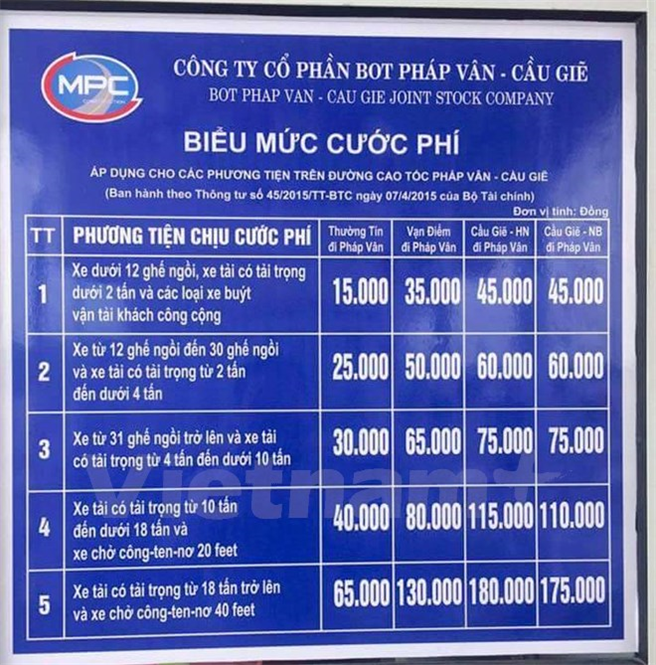 MPC
CONSTRUCTION
CÔNG TY CỔ PHẦN BOT PHÁP VÂN - CẦU GIẼ
BOT PHAP VAN - CAU GIE JOINT STOCK COMPANY
BIỂU MỨC CƯỚC PHÍ
ÁP DỤNG CHO CÁC PHƯƠNG TIỆN TRÊN ĐƯỜNG CAO TỐC PHÁP VÂN - CẦU GIẼ
(Ban hành theo Thông tư số 45/2015/TT-BTC ngày 07/4/2015 của Bộ Tài chính)
Đơn vị tính: Đồng
TT PHƯƠNG TIỆN CHỊU CƯỚC PHÍ Thường Tín đi Pháp Vân Vạn Điểm đi Pháp Vân Cầu Giẽ - HN đi Pháp Vân Cầu Giẽ - NB đi Pháp Vân
Xe dưới 12 ghế ngồi, xe tải có tải trọng
1 dưới 2 tấn và các loại xe buýt 15.000 35.000 45.000 45.000
vận tải khách công cộng
Xe từ 12 ghế ngồi đến 30 ghế ngồi
2 và xe tải có tải trọng từ 2 tấn 25.000 50.000 60.000 60.000
đến dưới 4 tấn
Xe từ 31 ghế ngồi trở lên và xe tải
3 có tải trọng từ 4 tấn đến dưới 10 tấn 30.000 65.000 75.000 75.000
Xe tải có tải trọng từ 10 tấn
4 đến dưới 18 tấn và 40.000 80.000 115.000 110.000
xe chở công-ten-nơ 20 feet
Xe tải có tải trọng từ 18 tấn trở lên
5 và xe chở công-ten-nơ 40 feet 65.000 130.000 180.000 175.000
Vietnam+